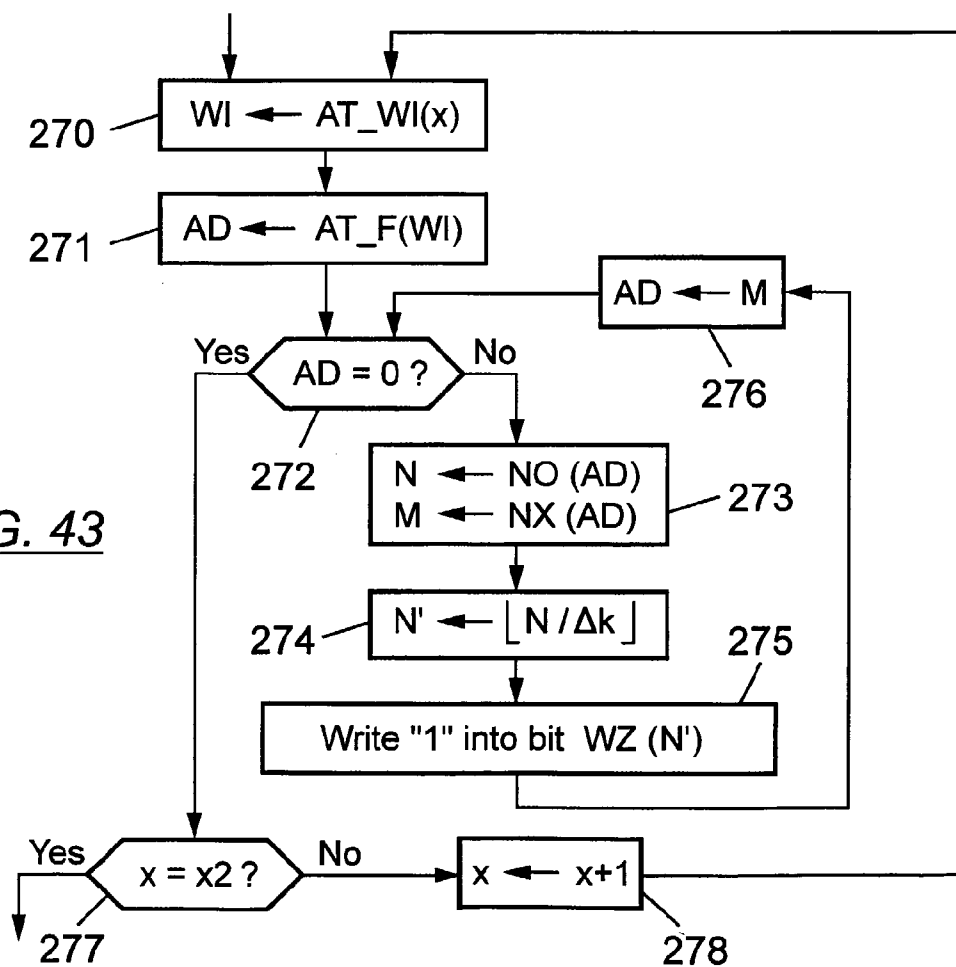 WI ← AT_WI(x)
270
AD ← AT_F(WI)
271
AD ← M
276
Yes
No
AD = 0 ?
272
N ← NO (AD)
M ← NX (AD)
273
G. 43
N' ← ⌊ N / Δk ⌋
274
275
Write "1" into bit WZ (N')
Yes
No
x = x2 ?
277
x ← x+1
278